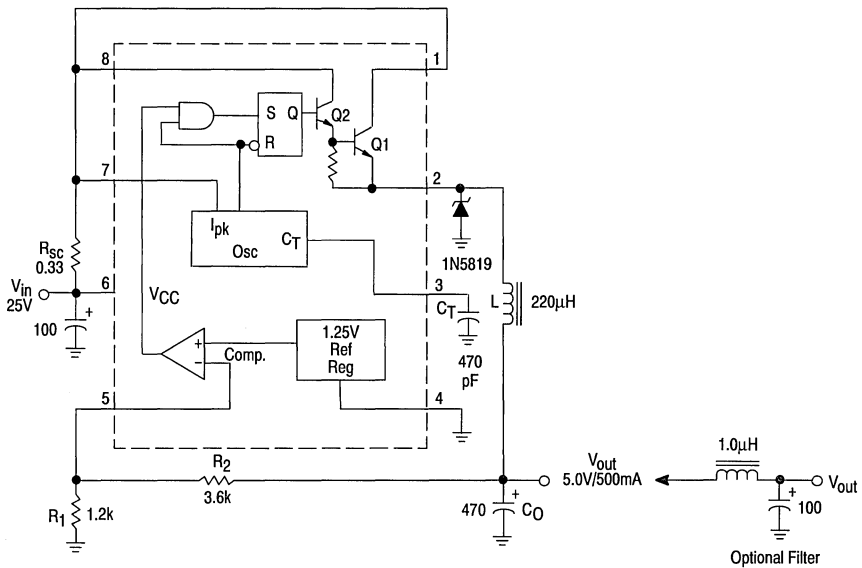 8
1
S Q
Q2
R
Q1
7
2
Ipk
Osc
CT
1N5819
Rsc
0.33
Vin
25V
6
VCC
3
CT
L
220µH
100
+
+
−
Comp.
1.25V
Ref
Reg
470
pF
5
4
R2
3.6k
Vout
5.0V/500mA
1.0µH
Vout
R1
1.2k
470
+
CO
+
100
Optional Filter